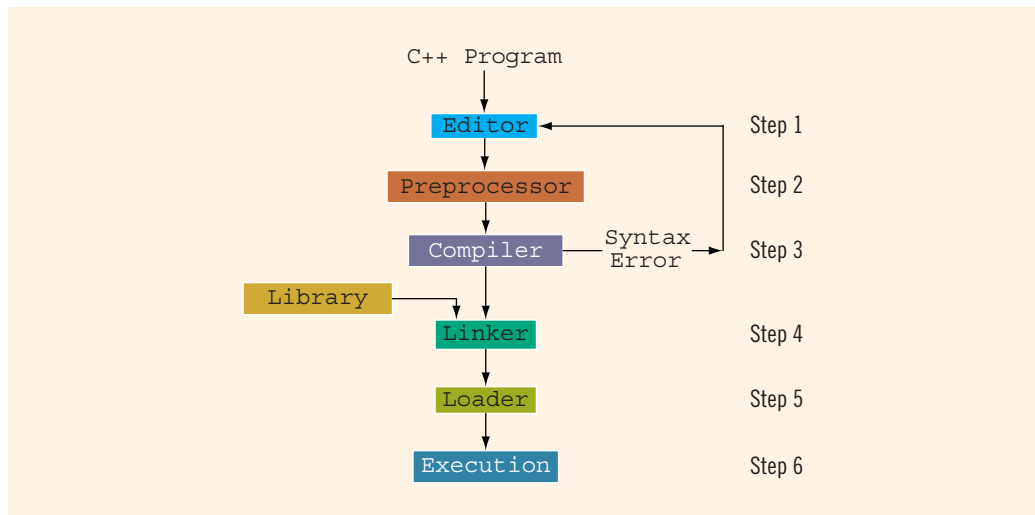 C++ Program
Editor
Step 1
Preprocessor
Step 2
Compiler
Syntax
Error
Step 3
Library
Linker
Step 4
Loader
Step 5
Execution
Step 6